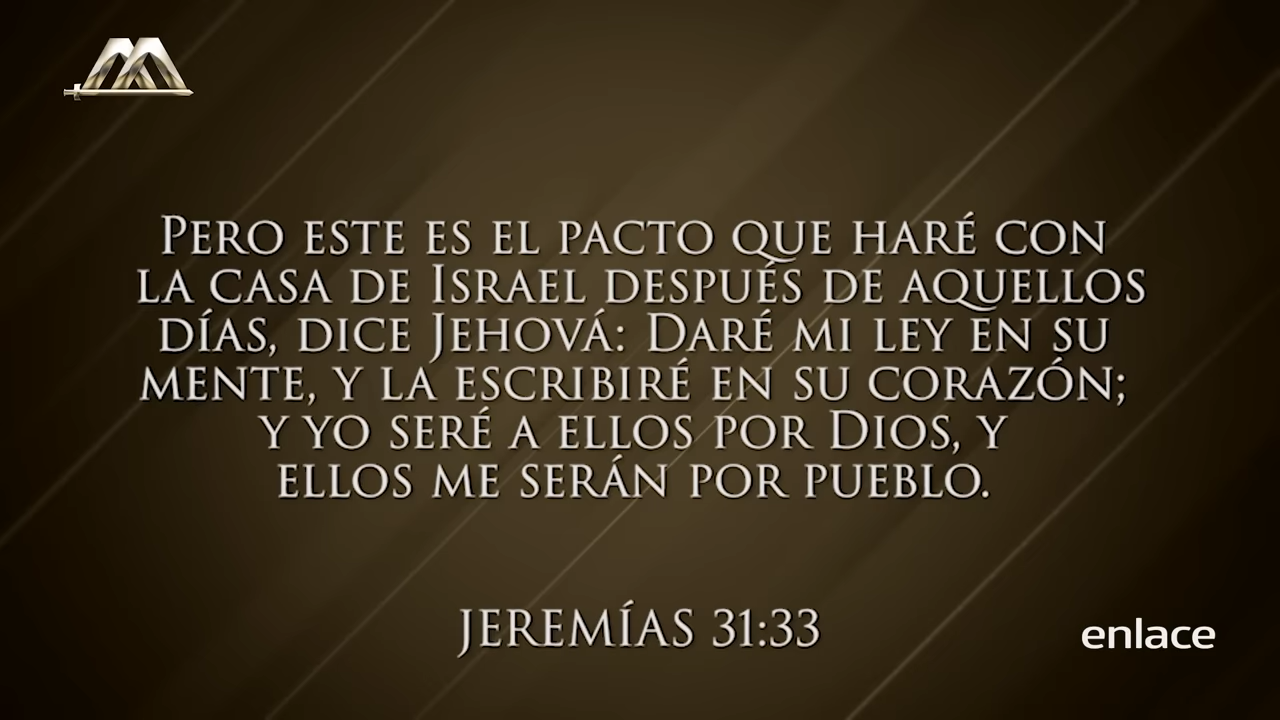 Pero este es el pacto que haré con
la casa de Israel después de aquellos
días, dice Jehová: Daré mi ley en su
mente, y la escribiré en su corazón;
y yo seré a ellos por Dios, y
ellos me serán por pueblo.
JEREMÍAS 31:33
enlace